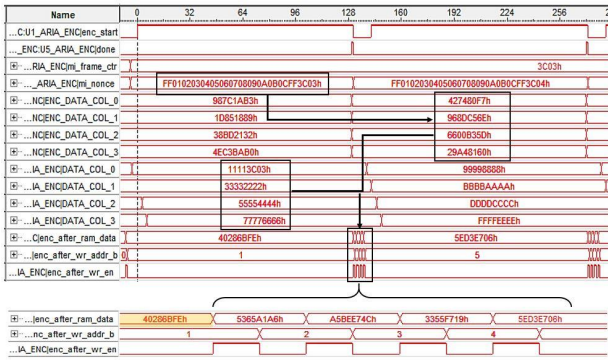 Name 0 32 64 96 128 160 192 224 256
...C:U1_ARIA_ENC|enc_start
..._ENC:U5_ARIA_ENC|done
...RIA_ENC|mi_frame_ctr 3C03h
..._ARIA_ENC|mi_nonce FF0102030405060708090A0B0CFF3C03h FF0102030405060708090A0B0CFF3C04h
...NC|ENC_DATA_COL_0 987C1AB3h 427480F7h
...NC|ENC_DATA_COL_1 1D851889h 968DC56Eh
...NC|ENC_DATA_COL_2 38BD2132h 6600B35Dh
...NC|ENC_DATA_COL_3 4EC3BAB0h 29A48160h
...IA_ENC|DATA_COL_0 11113C03h 99998888h
...IA_ENC|DATA_COL_1 33332222h BBBBAAAAh
...IA_ENC|DATA_COL_2 55554444h DDDDCCCCh
...IA_ENC|DATA_COL_3 77776666h FFFFEEEEh
...C|enc_after_ram_data 40286BFEh 5ED3E706h
...|enc_after_wr_addr_b 0 1 5
...IA_ENC|enc_after_wr_en
...|enc_after_ram_data 40286BFEh 5365A1A6h A5BEE74Ch 3355F719h 5ED3E706h
...nc_after_wr_addr_b 1 2 3 4
...IA_ENC|enc_after_wr_en